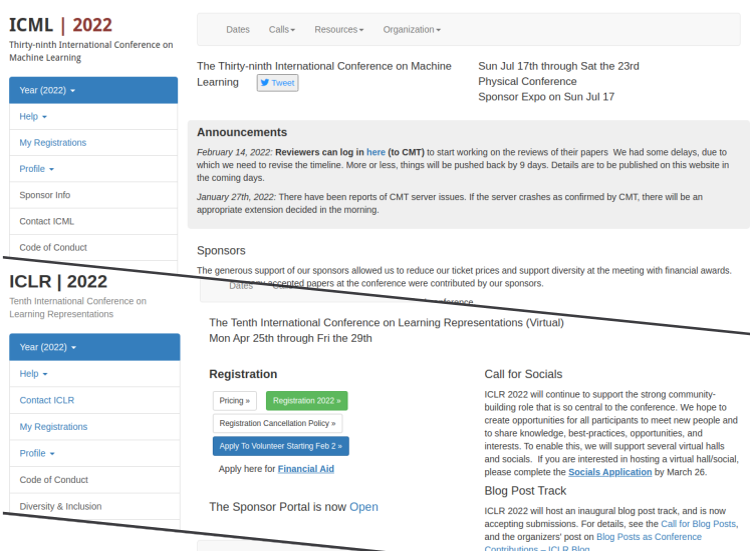 ICML | 2022
Thirty-ninth International Conference on
Machine Learning
Year (2022)
Help
My Registrations
Profile
Sponsor Info
Contact ICML
Code of Conduct
Dates Calls Resources Organization
The Thirty-ninth International Conference on Machine
Learning Tweet
Sun Jul 17th through Sat the 23rd
Physical Conference
Sponsor Expo on Sun Jul 17
Announcements
February 14, 2022: Reviewers can log in here (to CMT) to start working on the reviews of their papers We had some delays, due to
which we need to revise the timeline. More or less, things will be pushed back by 9 days. Details are to be published on this website in
the coming days.
January 27th, 2022: There have been reports of CMT server issues. If the server crashes as confirmed by CMT, there will be an
appropriate extension decided in the morning.
Sponsors
The generous support of our sponsors allowed us to reduce our ticket prices and support diversity at the meeting with financial awards.
accepted papers at the conference were contributed by our sponsors.
ICLR | 2022
Tenth International Conference on
Learning Representations
Year (2022)
Help
Contact ICLR
My Registrations
Profile
Code of Conduct
Diversity & Inclusion
Dates
The Tenth International Conference on Learning Representations (Virtual)
Mon Apr 25th through Fri the 29th
Registration
Pricing »
Registration 2022 »
Registration Cancellation Policy »
Apply To Volunteer Starting Feb 2 »
Apply here for Financial Aid
The Sponsor Portal is now Open
Call for Socials
ICLR 2022 will continue to support the strong community-
building role that is so central to the conference. We hope to
create opportunities for all participants to meet new people and
to share knowledge, best-practices, opportunities, and
interests. To enable this, we will support several virtual halls
and socials. If you are interested in hosting a virtual hall/social,
please complete the Socials Application by March 26.
Blog Post Track
ICLR 2022 will host an inaugural blog post track, and is now
accepting submissions. For details, see the Call for Blog Posts,
and the organizers' post on Blog Posts as Conference
Contributions – ICLR Blog